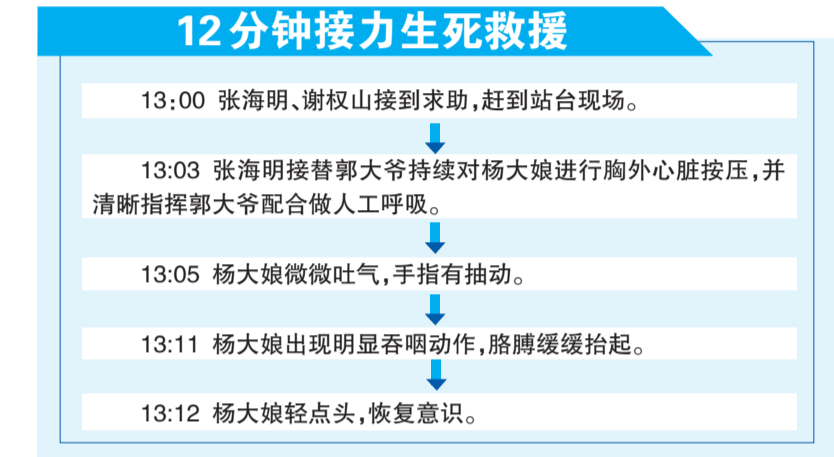 12分钟接力生死救援
13:00 张海明、谢权山接到求助,赶到站台现场。
13:03 张海明接替郭大爷持续对杨大娘进行胸外心脏按压,并
清晰指挥郭大爷配合做人工呼吸。
13:05 杨大娘微微吐气,手指有抽动。
13:11 杨大娘出现明显吞咽动作,胳膊缓缓抬起。
13:12 杨大娘轻点头,恢复意识。